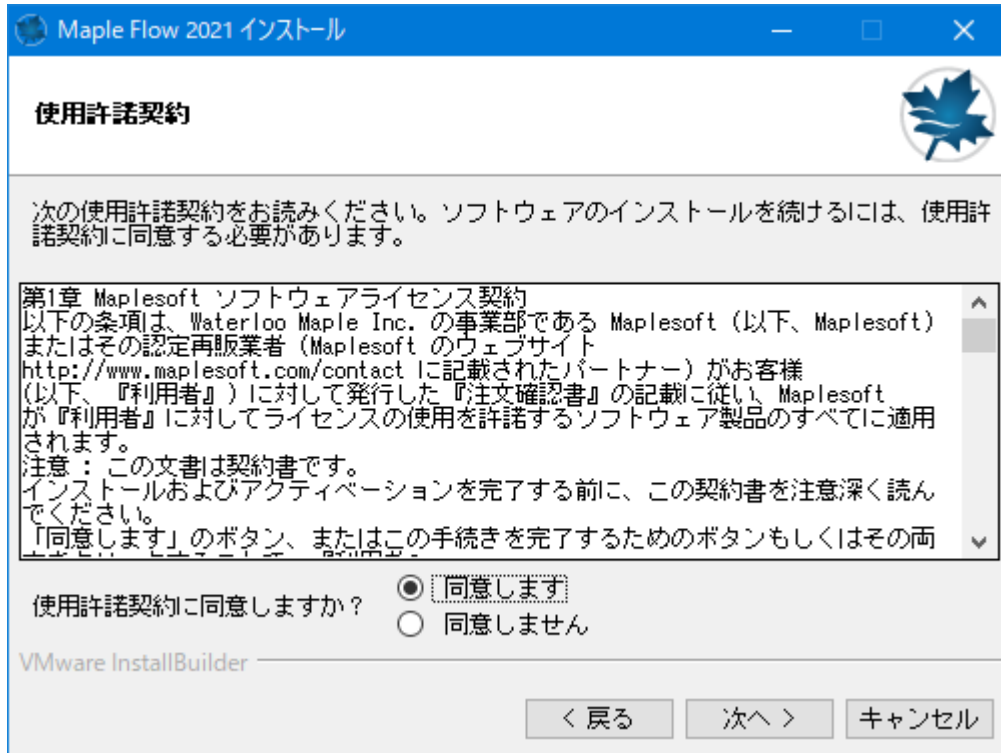 Maple Flow 2021 インストール
使用許諾契約
次の使用許諾契約をお読みください。ソフトウェアのインストールを続けるには、使用許
諾契約に同意する必要があります。
第1章 Maplesoft ソフトウェアライセンス契約
以下の条項は、Waterloo Maple Inc. の事業部である Maplesoft (以下、Maplesoft)
またはその認定再販業者 (Maplesoft のウェブサイト
http://www.maplesoft.com/contact に記載されたパートナー) がお客様
(以下、『利用者』) に対して発行した『注文確認書』の記載に従い、Maplesoft
が『利用者』に対してライセンスの使用を許諾するソフトウェア製品のすべてに適用
されます。
注意 : この文書は契約書です。
インストールおよびアクティベーションを完了する前に、この契約書を注意深く読ん
でください。
「同意します」のボタン、またはこの手続きを完了するためのボタンもしくはその両
使用許諾契約に同意しますか？
同意します
同意しません
VMware InstallBuilder
< 戻る
次へ >
キャンセル